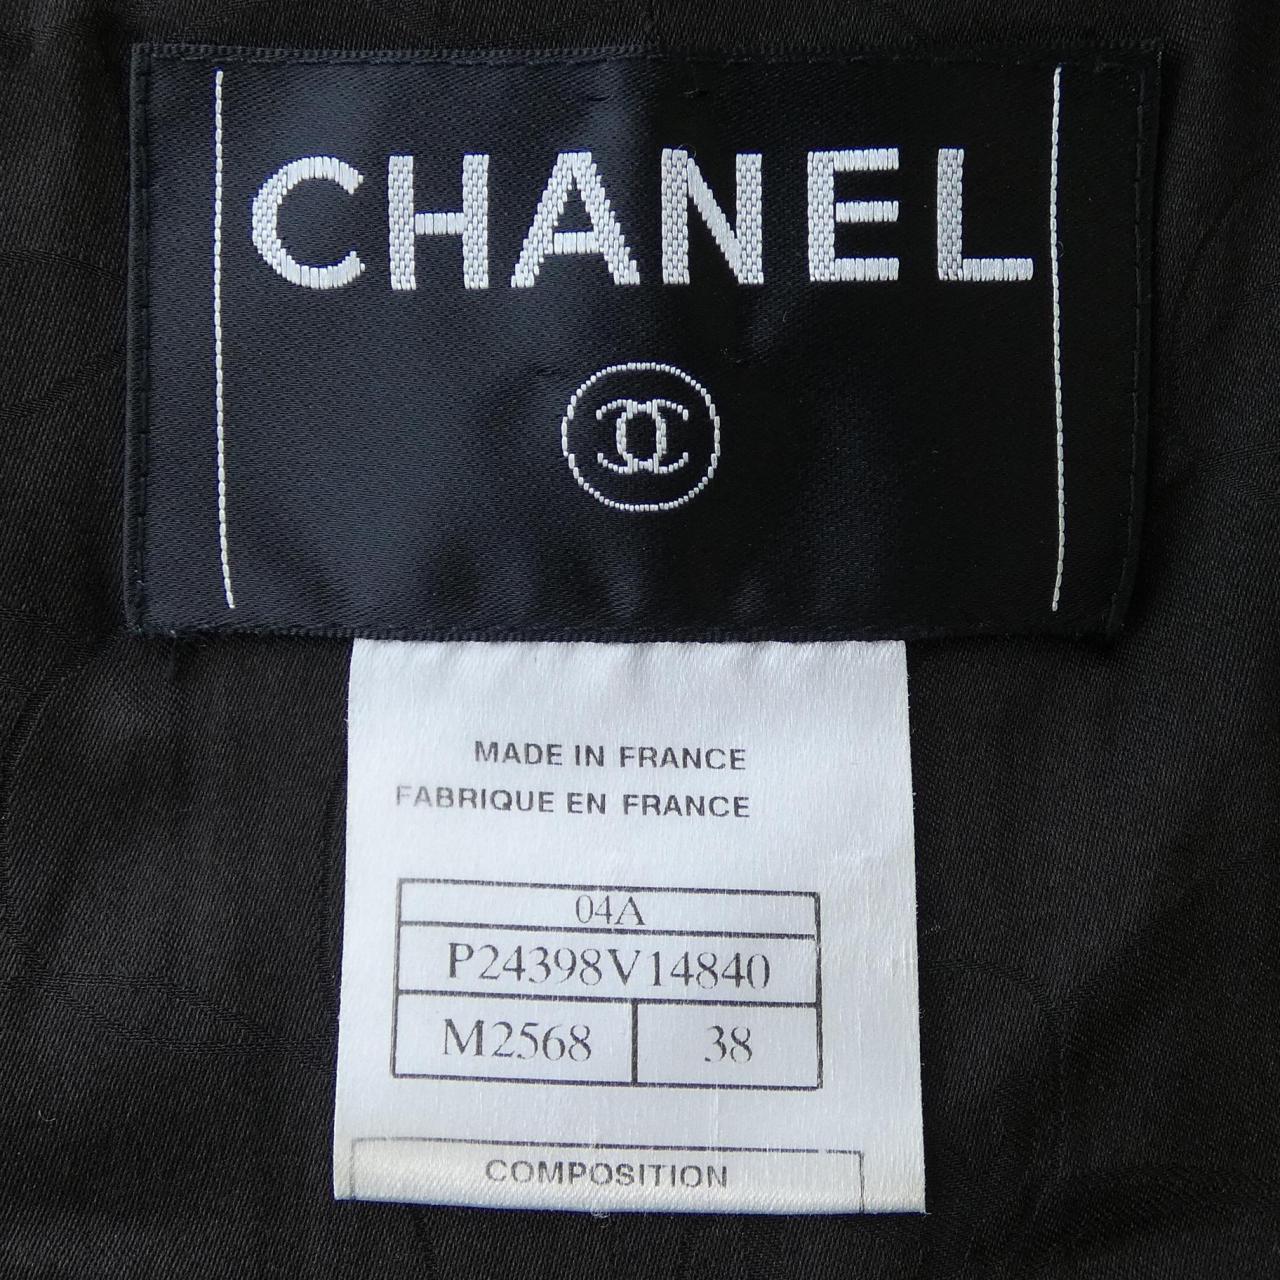 CHANEL
MADE IN FRANCE
FABRIQUE EN FRANCE
04A
P24398V14840
M2568 38
COMPOSITION